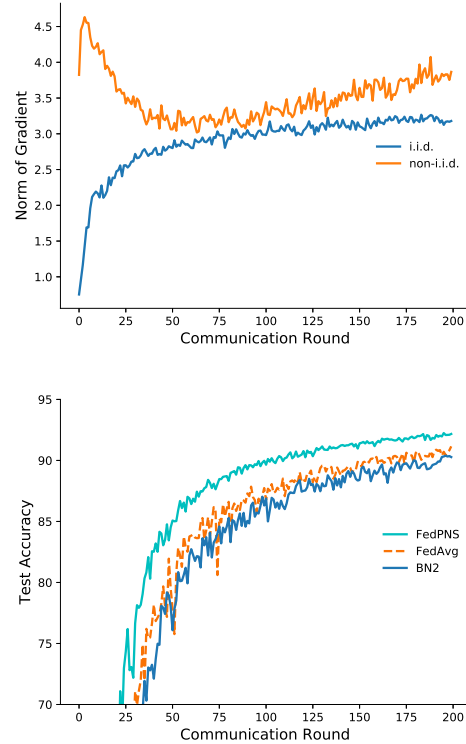 4.5
4.0
3.5
3.0
2.5
2.0
1.5
1.0
Norm of Gradient
i.i.d.
non-i.i.d.
0 25 50 75 100 125 150 175 200
Communication Round
95
90
85
80
75
70
Test Accuracy
FedPNS
FedAvg
BN2
0 25 50 75 100 125 150 175 200
Communication Round